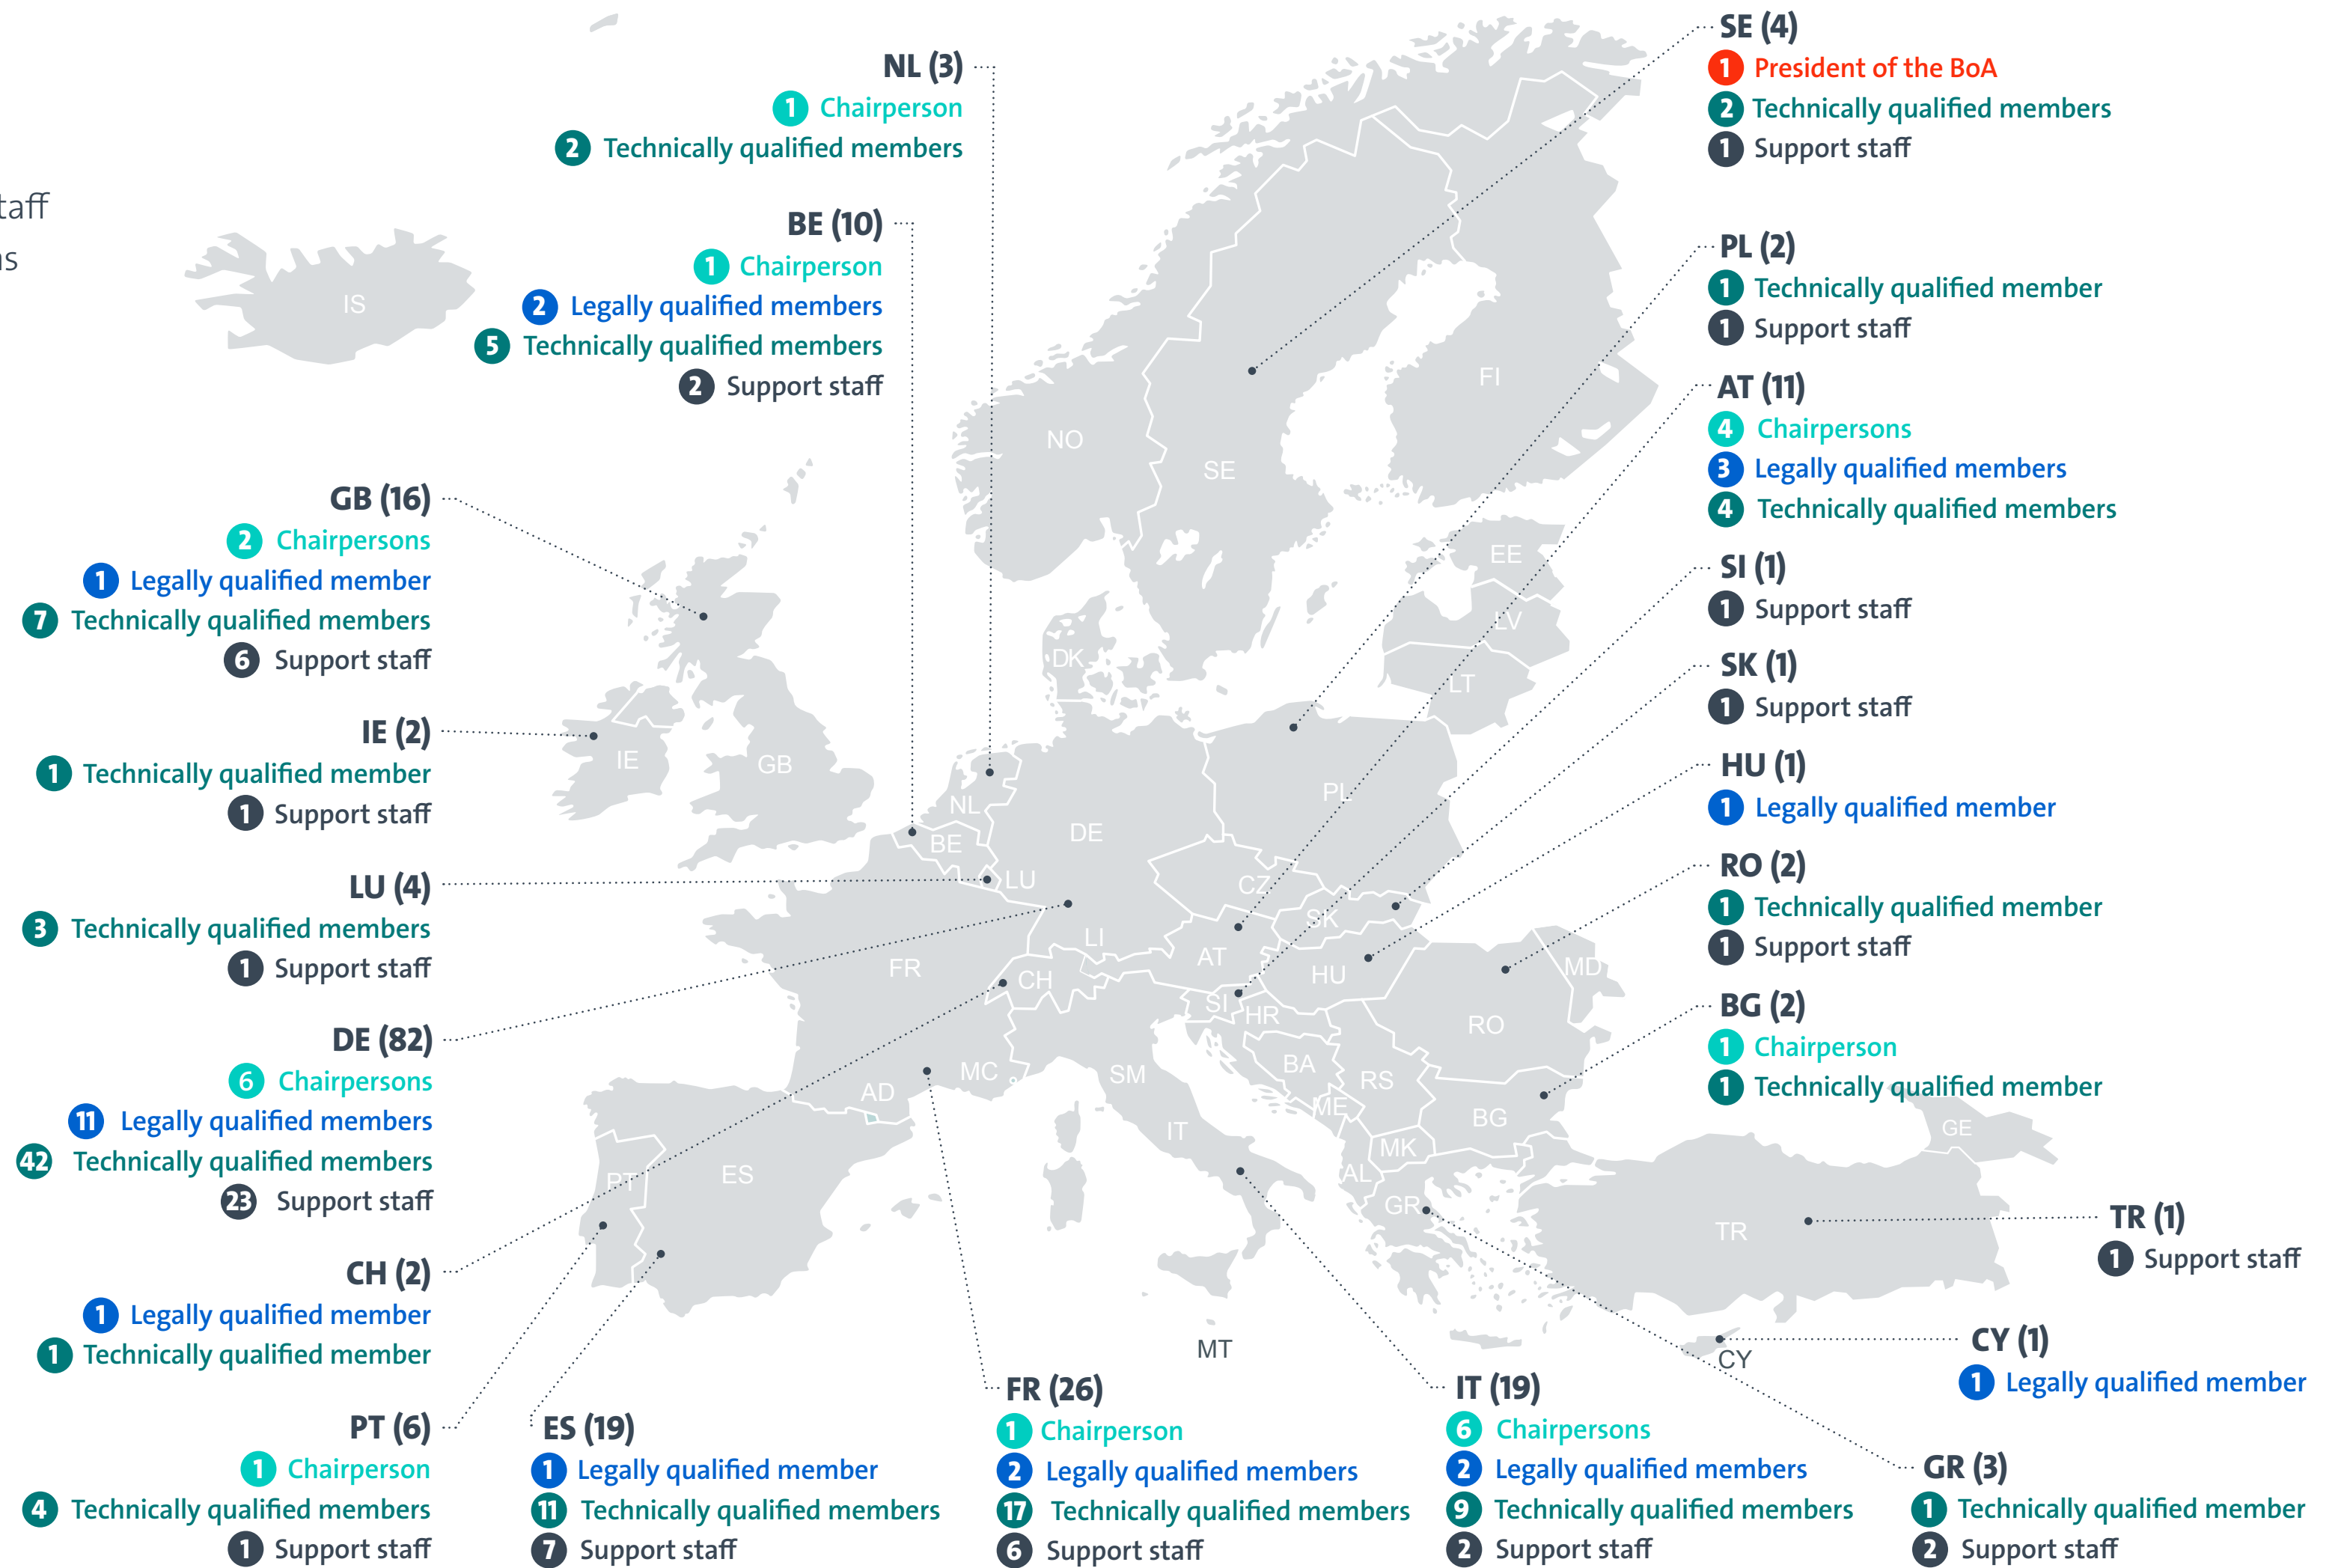 taff
ns
NL (3)
1 Chairperson
2 Technically qualified members
BE (10)
1 Chairperson
2 Legally qualified members
5 Technically qualified members
2 Support staff
GB (16)
2 Chairpersons
1 Legally qualified member
7 Technically qualified members
6 Support staff
IE (2)
1 Technically qualified member
1 Support staff
LU (4)
3 Technically qualified members
1 Support staff
DE (82)
6 Chairpersons
11 Legally qualified members
42 Technically qualified members
23 Support staff
CH (2)
1 Legally qualified member
1 Technically qualified member
PT (6)
1 Chairperson
4 Technically qualified members
1 Support staff
ES (19)
1 Legally qualified member
11 Technically qualified members
7 Support staff
FR (26)
1 Chairperson
2 Legally qualified members
17 Technically qualified members
6 Support staff
IT (19)
6 Chairpersons
2 Legally qualified members
9 Technically qualified members
2 Support staff
GR (3)
1 Technically qualified member
2 Support staff
CY (1)
1 Legally qualified member
TR (1)
1 Support staff
SE (4)
1 President of the BoA
2 Technically qualified members
1 Support staff
PL (2)
1 Technically qualified member
1 Support staff
AT (11)
4 Chairpersons
3 Legally qualified members
4 Technically qualified members
SI (1)
1 Support staff
SK (1)
1 Support staff
HU (1)
1 Legally qualified member
RO (2)
1 Technically qualified member
1 Support staff
BG (2)
1 Chairperson
1 Technically qualified member
IS
FI
NO
SE
EE
LV
DK
LT
IE
GB
NL
PL
DE
BE
LU
CZ
SK
LI
AT
FR
CH
HU
MD
SI
HR
RO
BA
MC
SM
RS
AD
ME
BG
IT
GE
MK
AL
ES
PT
GR
TR
MT
CY